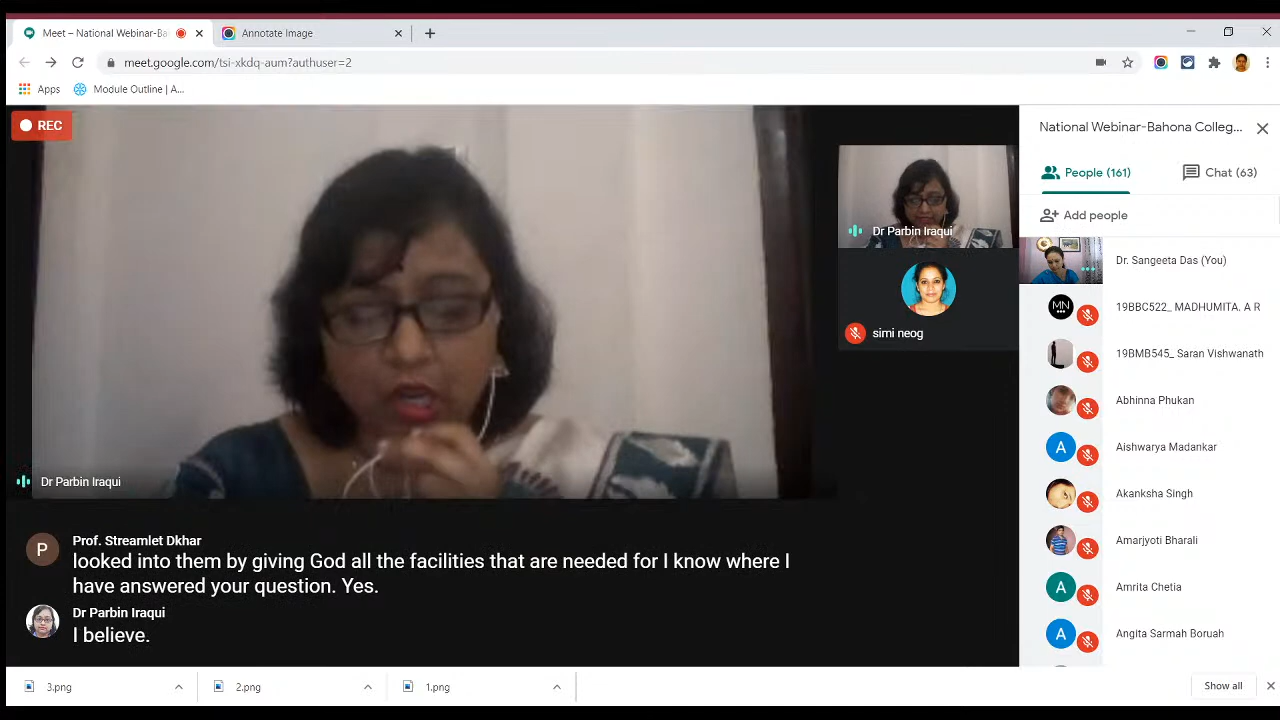 Meet – National Webinar-Ba
Annotate Image
meet.google.com/tsi-xkdq-aum?authuser=2
Apps
Module Outline | A...
REC
National Webinar-Bahona Colleg...
People (161)
Chat (63)
Add people
Dr Parbin Iraqui
simi neog
Dr. Sangeeta Das (You)
MN
19BBC522_ MADHUMITA. A R
19BMB545_ Saran Vishwanath
Abhinna Phukan
A
Aishwarya Madankar
Akanksha Singh
Amarjyoti Bharali
A
Amrita Chetia
A
Angita Sarmah Boruah
Dr Parbin Iraqui
P
Prof. Streamlet Dkhar
looked into them by giving God all the facilities that are needed for I know where I
have answered your question. Yes.
Dr Parbin Iraqui
I believe.
3.png
2.png
1.png
Show all